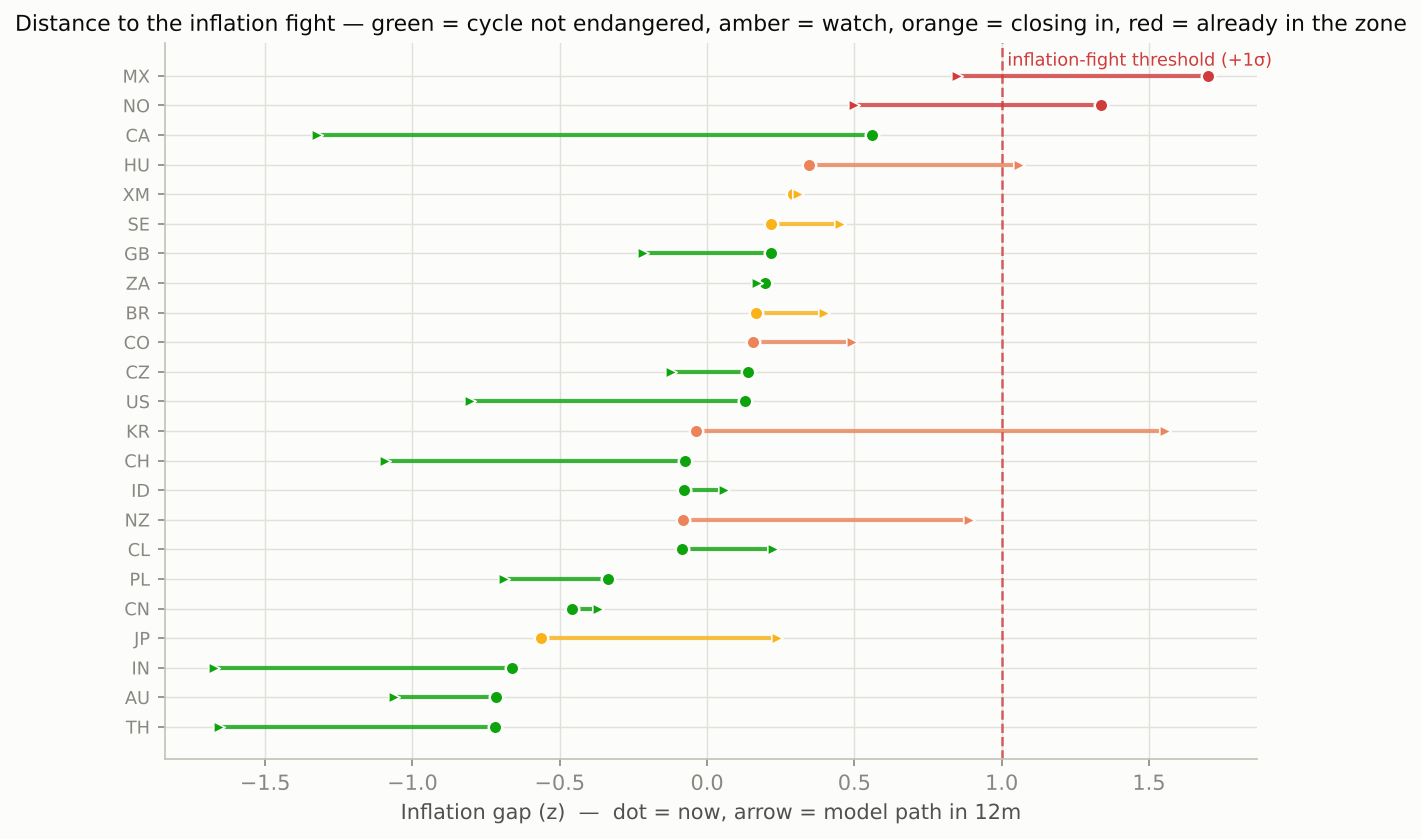 Distance to the inflation fight — green = cycle not endangered, amber = watch, orange = closing in, red = already in the zone
inflation-fight threshold (+1σ)
MX
NO
CA
HU
XM
SE
GB
ZA
BR
CO
CZ
US
KR
CH
ID
NZ
CL
PL
CN
JP
IN
AU
TH
−1.5 −1.0 −0.5 0.0 0.5 1.0 1.5
Inflation gap (z) — dot = now, arrow = model path in 12m